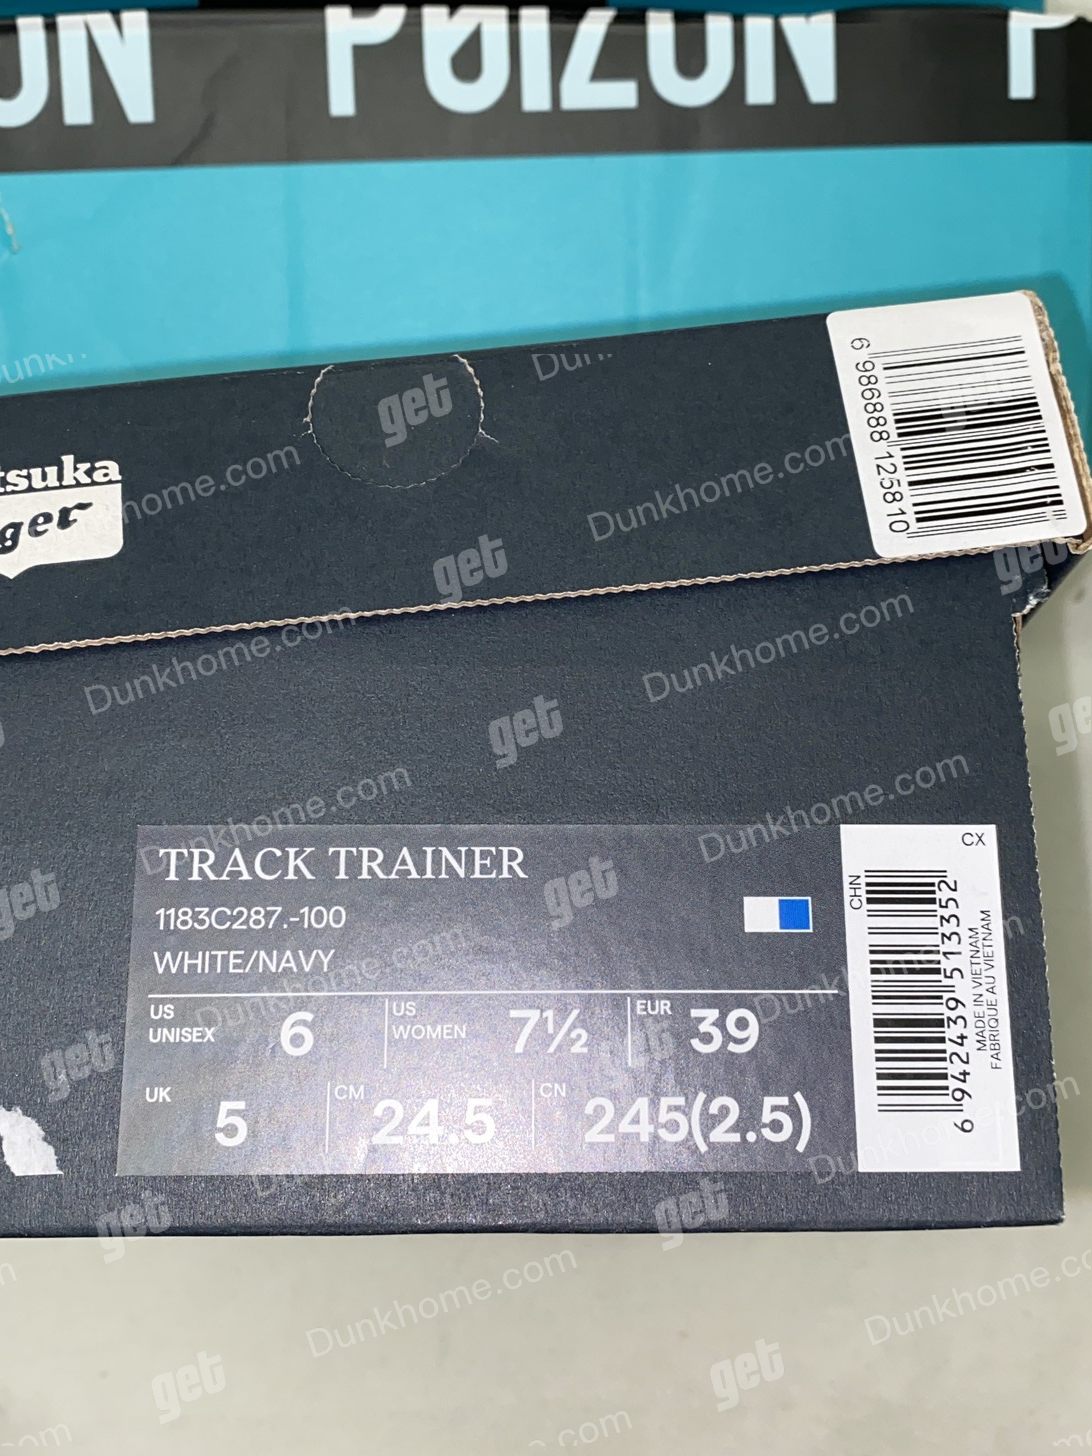 POIZON
tsuka
ger
6 986888 125810
TRACK TRAINER
1183C287.-100
WHITE/NAVY
US UNISEX 6
US WOMEN 7½
EUR 39
UK 5
CM 24.5
CN 245(2.5)
CX
CHN
6 942439 513352
MADE IN VIETNAM
FABRIQUE AU VIETNAM
get
Dunkhome.com